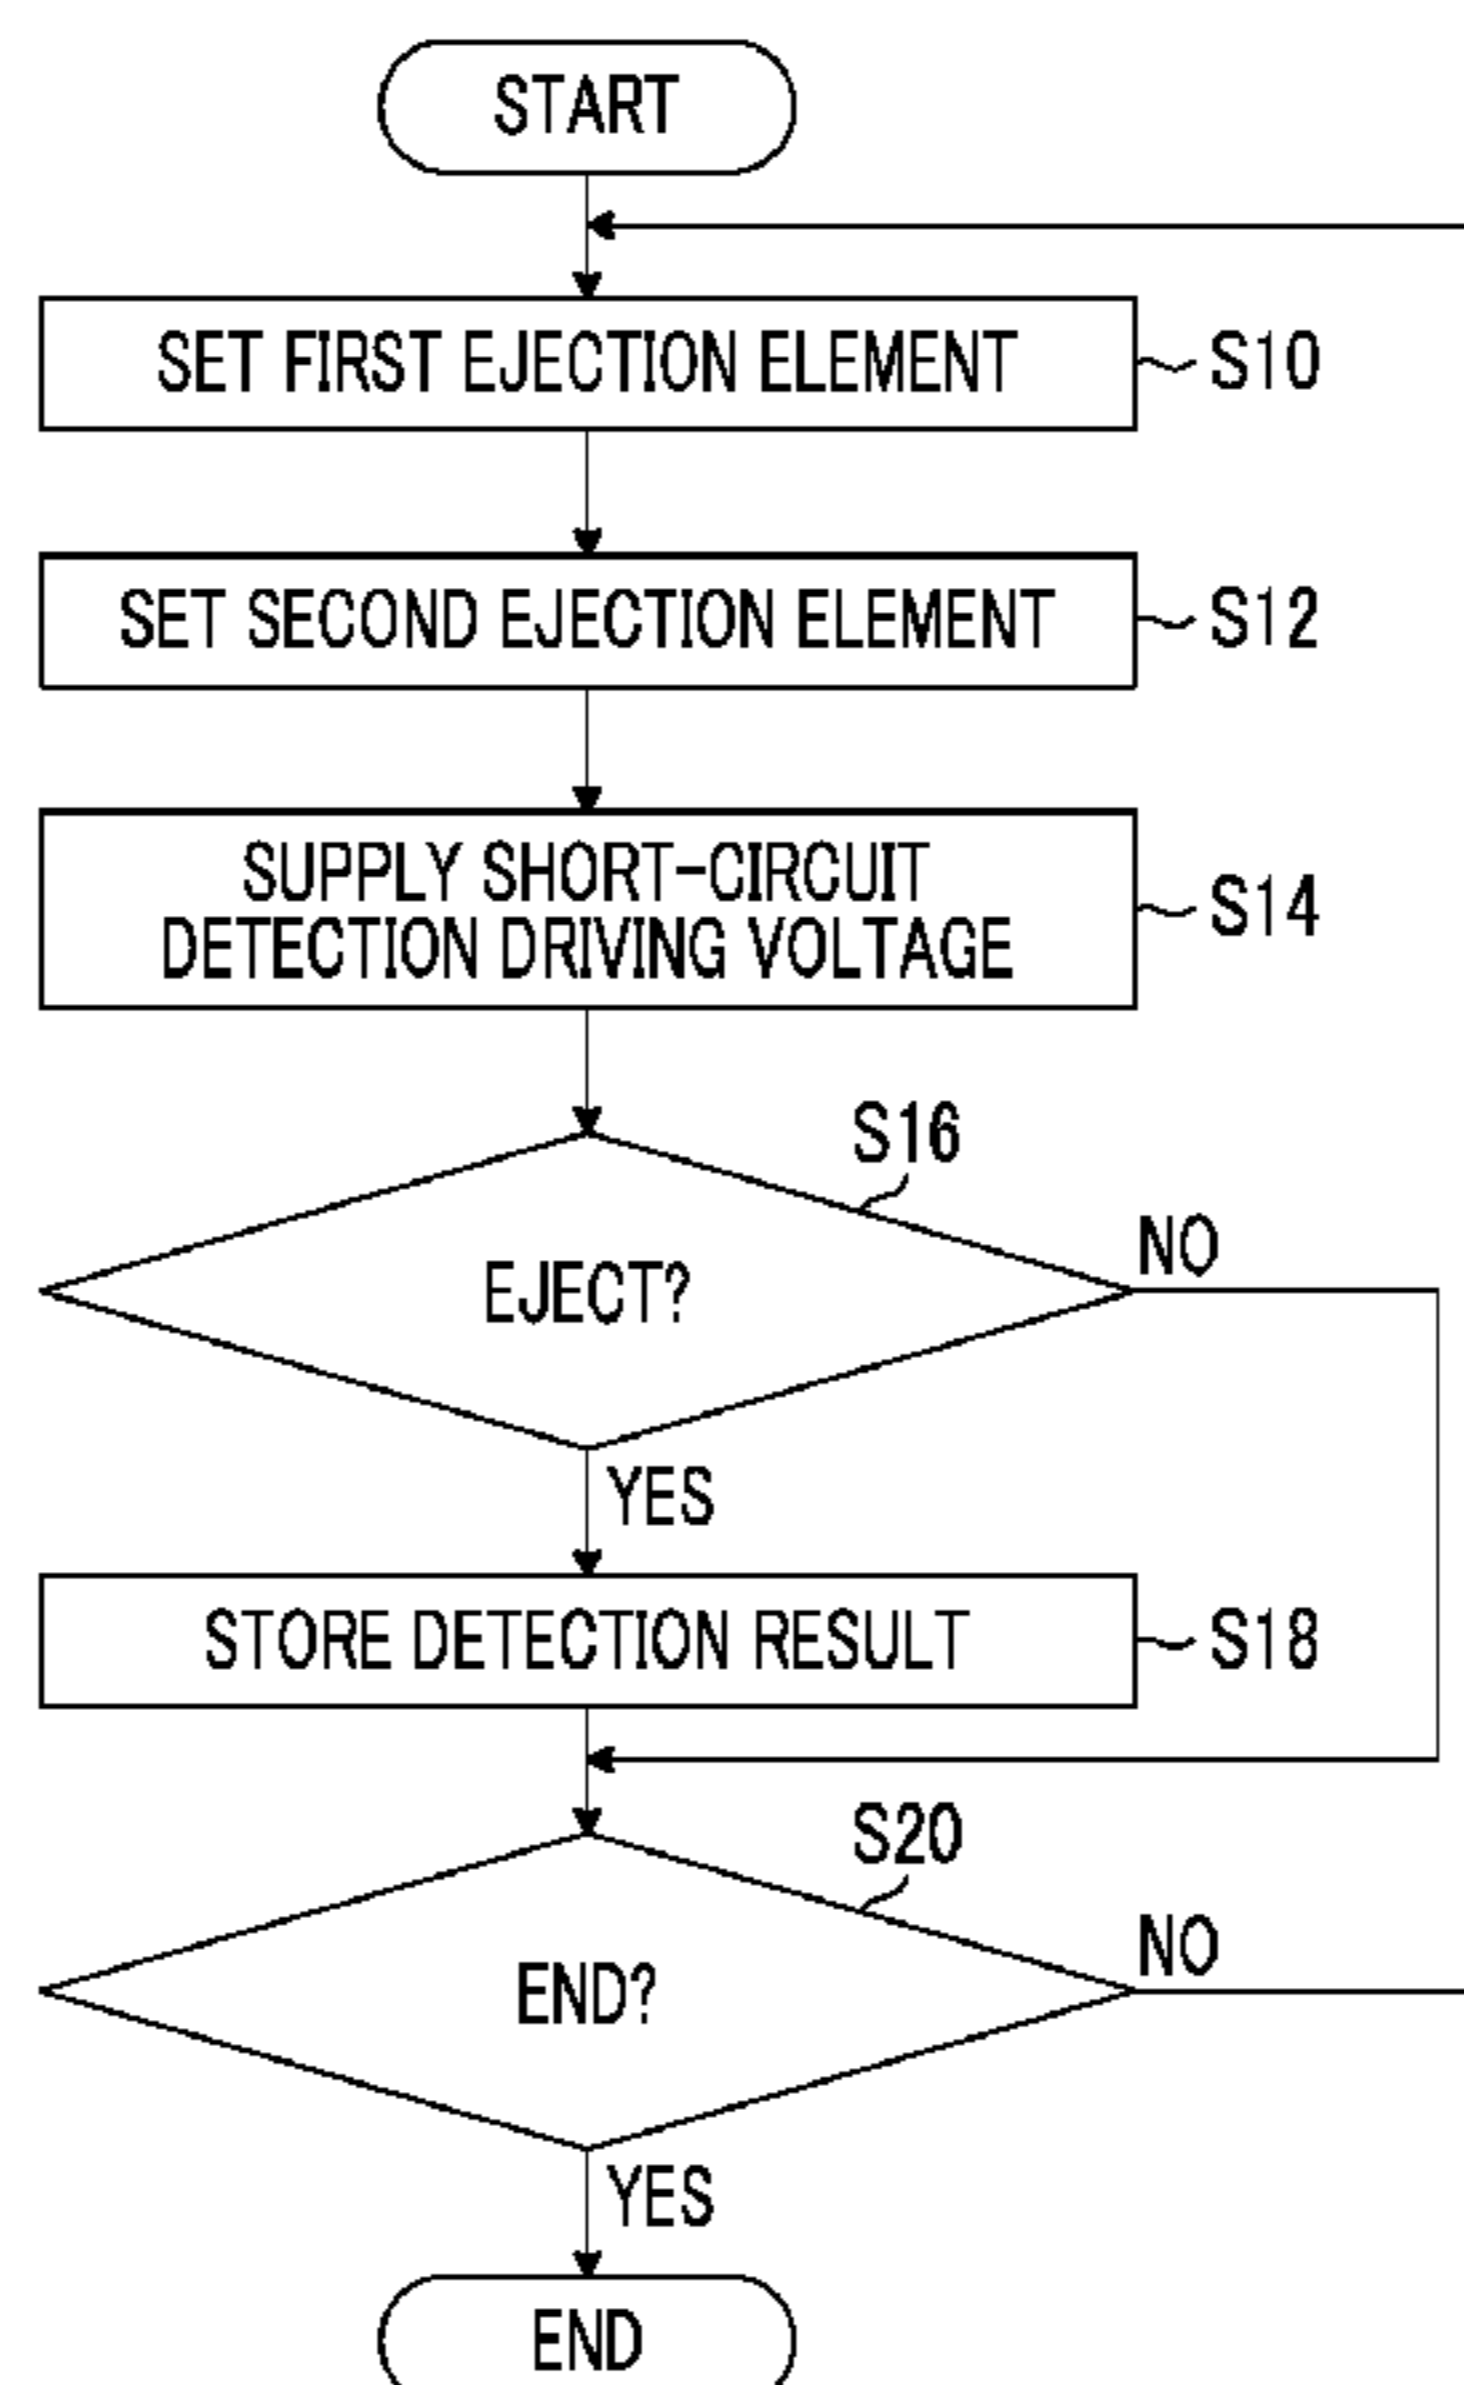 START
SET FIRST EJECTION ELEMENT
S10
SET SECOND EJECTION ELEMENT
S12
SUPPLY SHORT-CIRCUIT
DETECTION DRIVING VOLTAGE
S14
S16
EJECT?
NO
YES
STORE DETECTION RESULT
S18
S20
END?
NO
YES
END